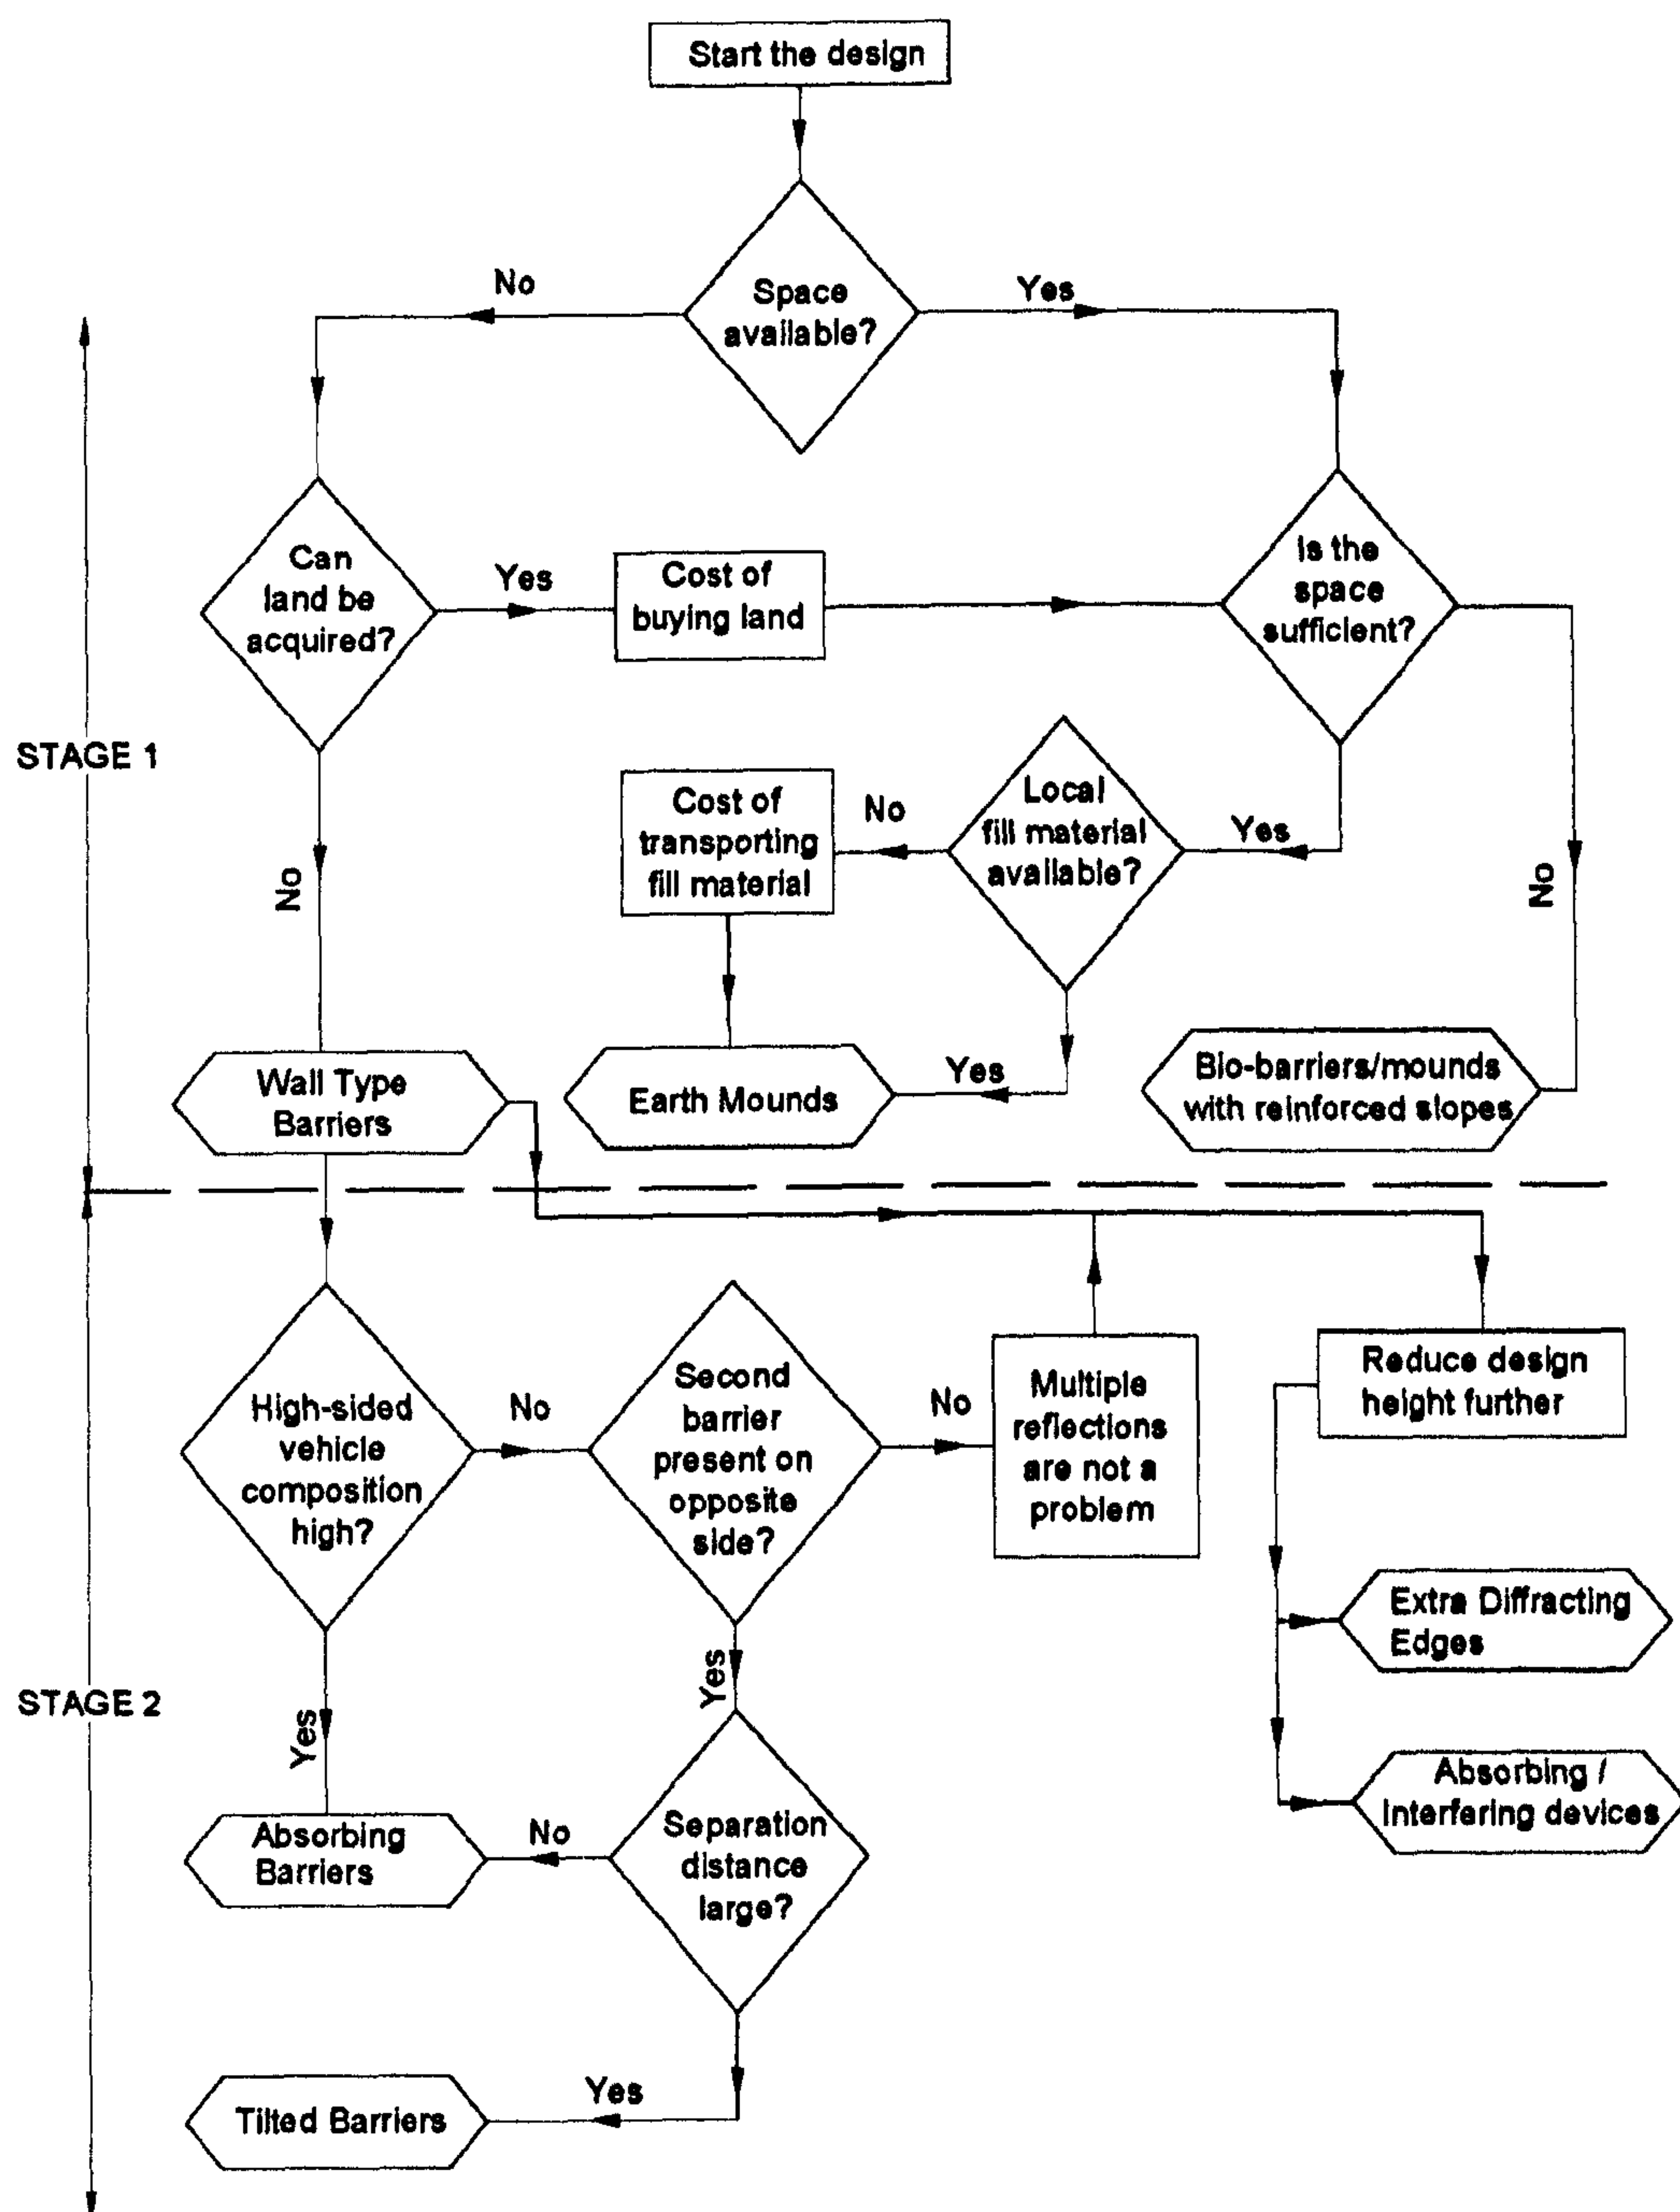 Start the design
No
Yes
Space
available?
Can
land be
acquired?
Yes
Cost of
buying land
Is the
space
sufficient?
STAGE 1
Cost of
transporting
fill material
No
Local
fill material
available?
Yes
No
No
Wall Type
Barriers
Earth Mounds
Yes
Bio-barriers/mounds
with reinforced slopes
High-sided
vehicle
composition
high?
No
Second
barrier
present on
opposite
side?
No
Multiple
reflections
are not a
problem
Reduce design
height further
Extra Diffracting
Edges
STAGE 2
Yes
Yes
Absorbing /
Interfering devices
Absorbing
Barriers
No
Separation
distance
large?
Tilted Barriers
Yes